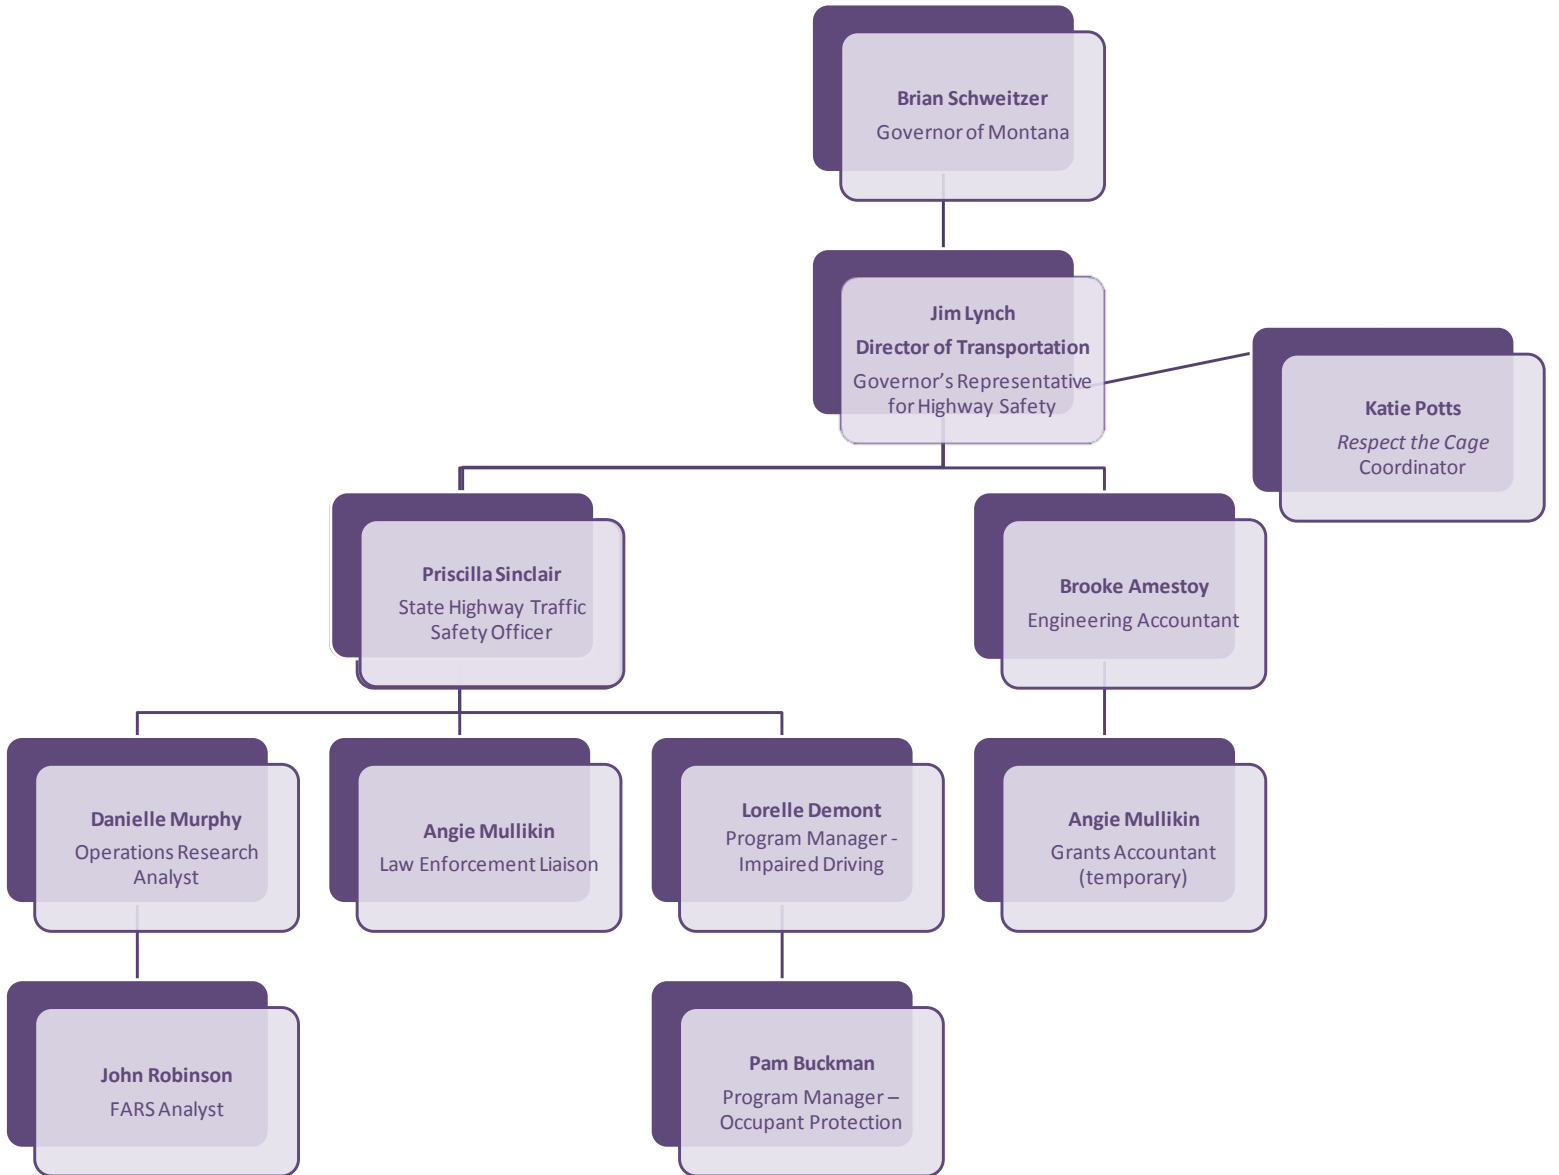 Brian Schweitzer
Governor of Montana
Jim Lynch
Director of Transportation
Governor’s Representative
for Highway Safety
Katie Potts
Respect the Cage
Coordinator
Priscilla Sinclair
State Highway Traffic
Safety Officer
Brooke Amestoy
Engineering Accountant
Danielle Murphy
Operations Research
Analyst
Angie Mullikin
Law Enforcement Liaison
Lorelle Demont
Program Manager -
Impaired Driving
Angie Mullikin
Grants Accountant
(temporary)
John Robinson
FARS Analyst
Pam Buckman
Program Manager –
Occupant Protection